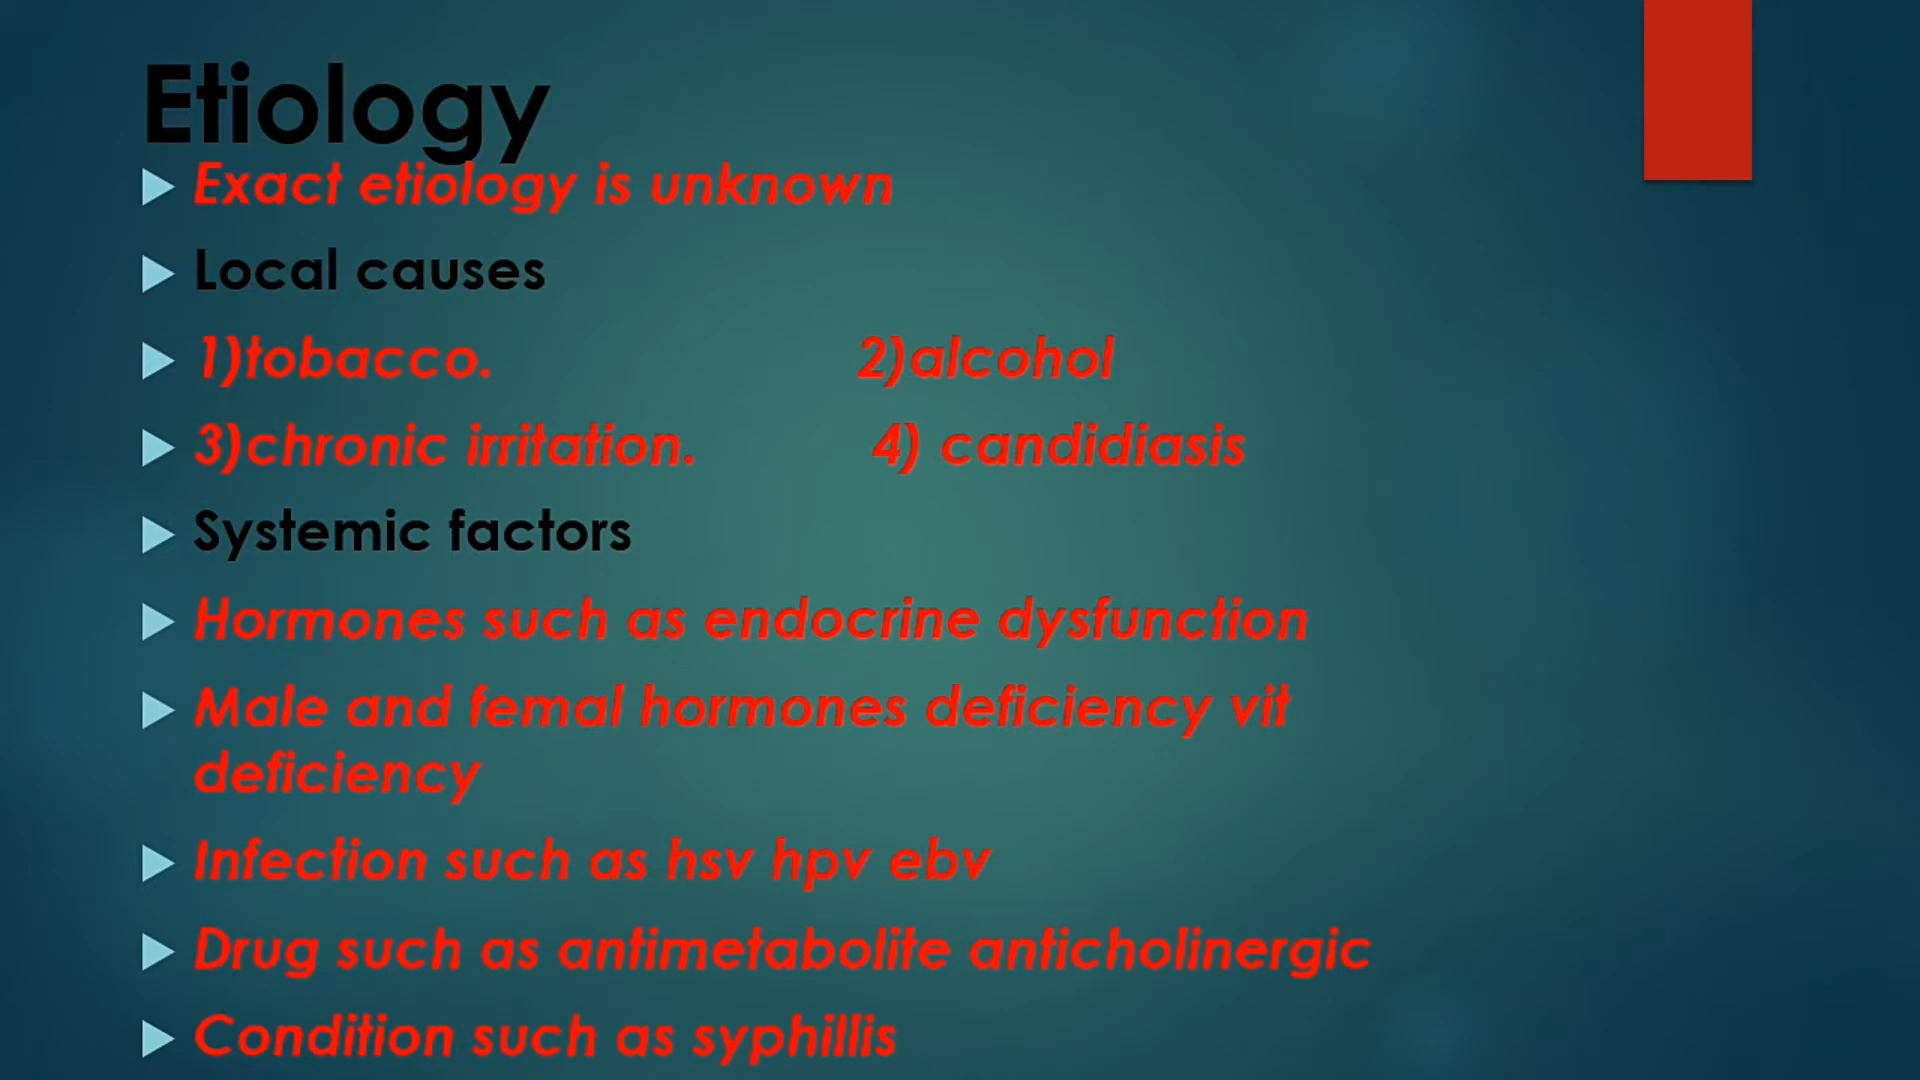 Etiology
Exact etiology is unknown
Local causes
1)tobacco. 2)alcohol
3)chronic irritation. 4) candidiasis
Systemic factors
Hormones such as endocrine dysfunction
Male and femal hormones deficiency vit
deficiency
Infection such as hsv hpv ebv
Drug such as antimetabolite anticholinergic
Condition such as syphillis